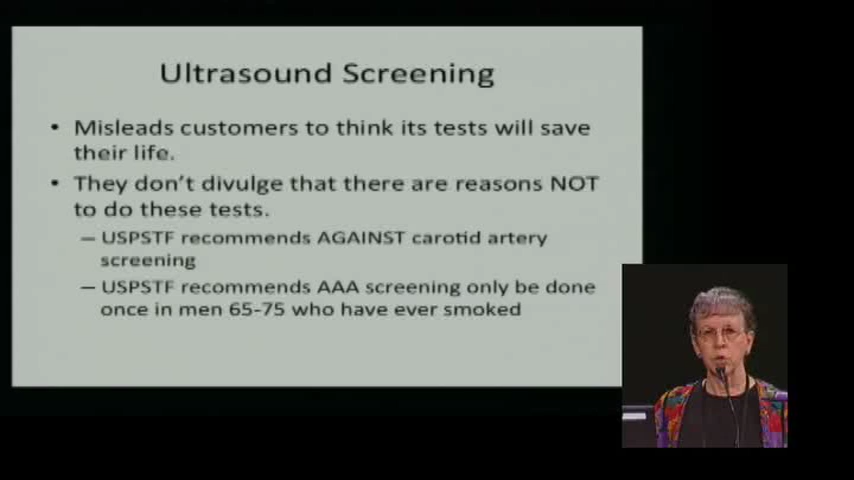 Ultrasound Screening
• Misleads customers to think its tests will save
their life.
• They don't divulge that there are reasons NOT
to do these tests.
– USPSTF recommends AGAINST carotid artery
screening
– USPSTF recommends AAA screening only be done
once in men 65-75 who have ever smoked